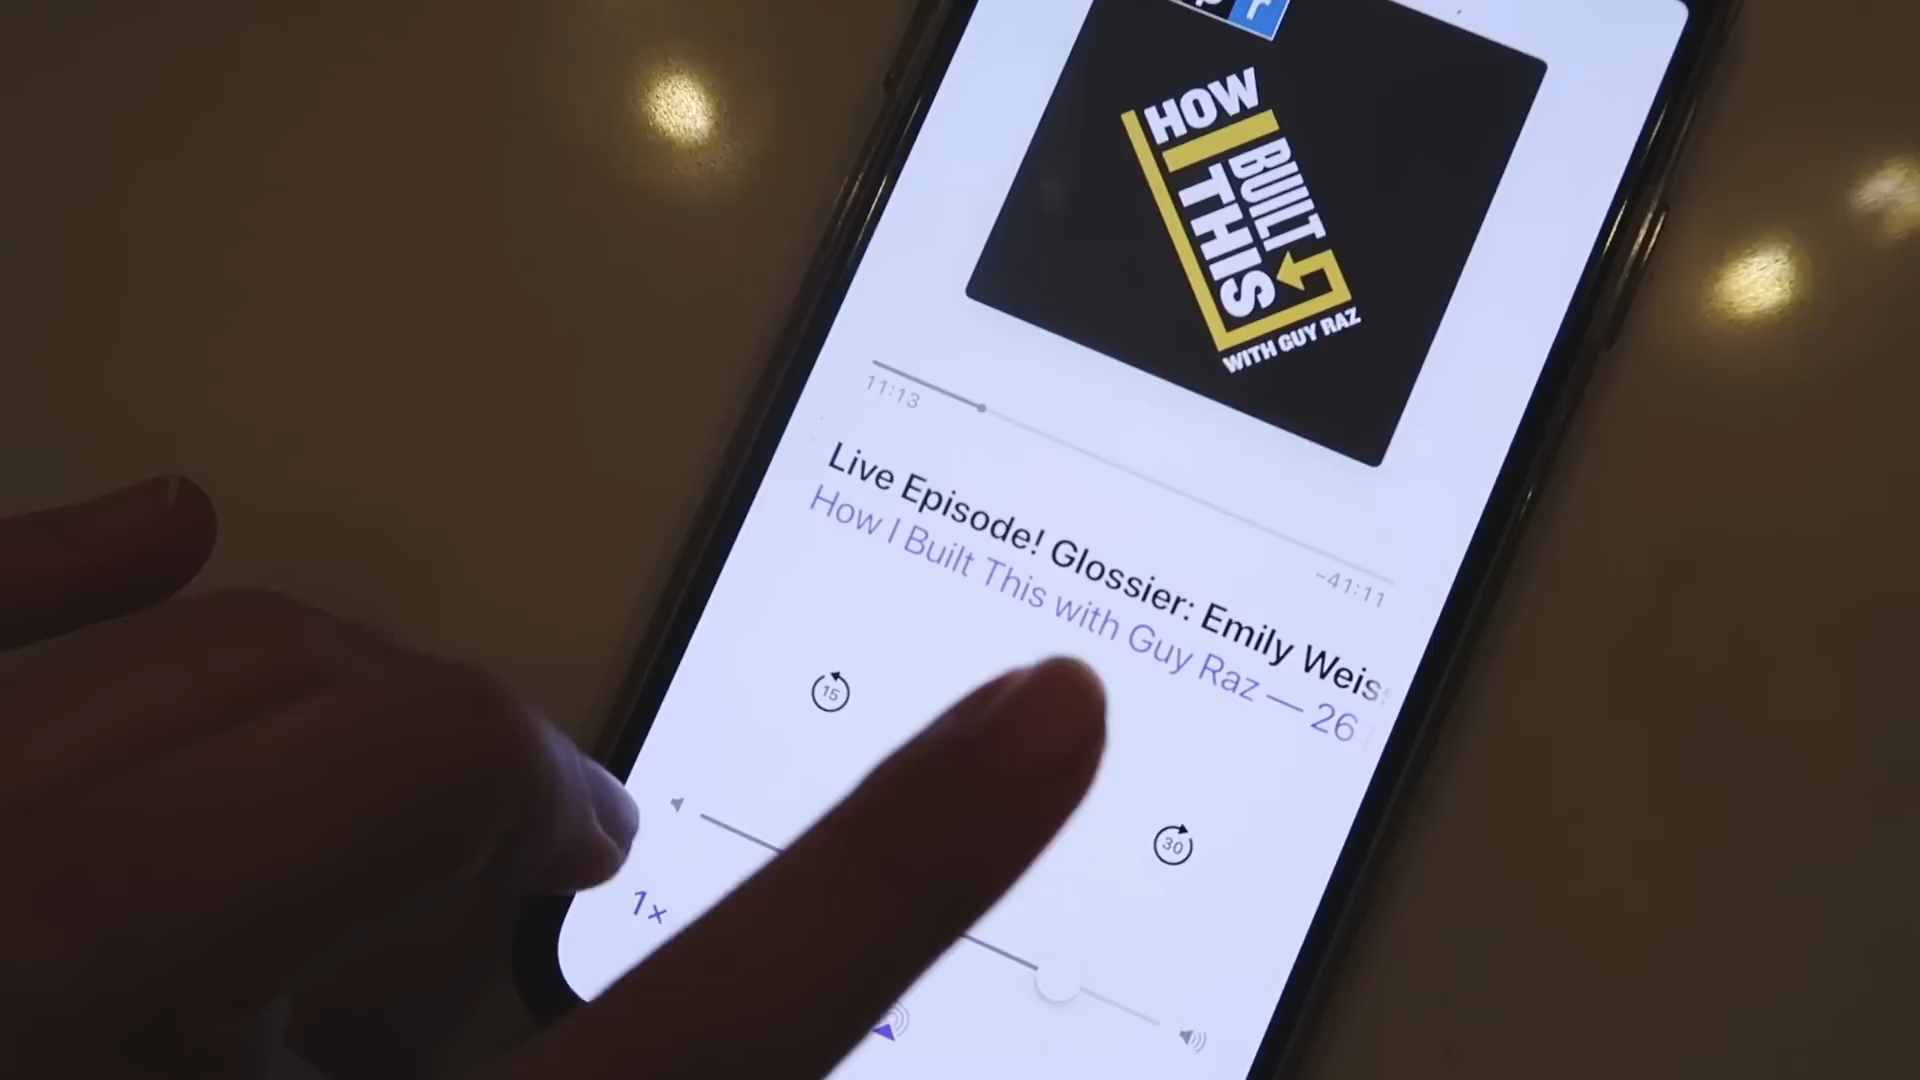 r
HOW
I BUILT
THIS
WITH GUY RAZ
11:13
-41:11
Live Episode! Glossier: Emily Weis
How I Built This with Guy Raz — 26
15
30
1×